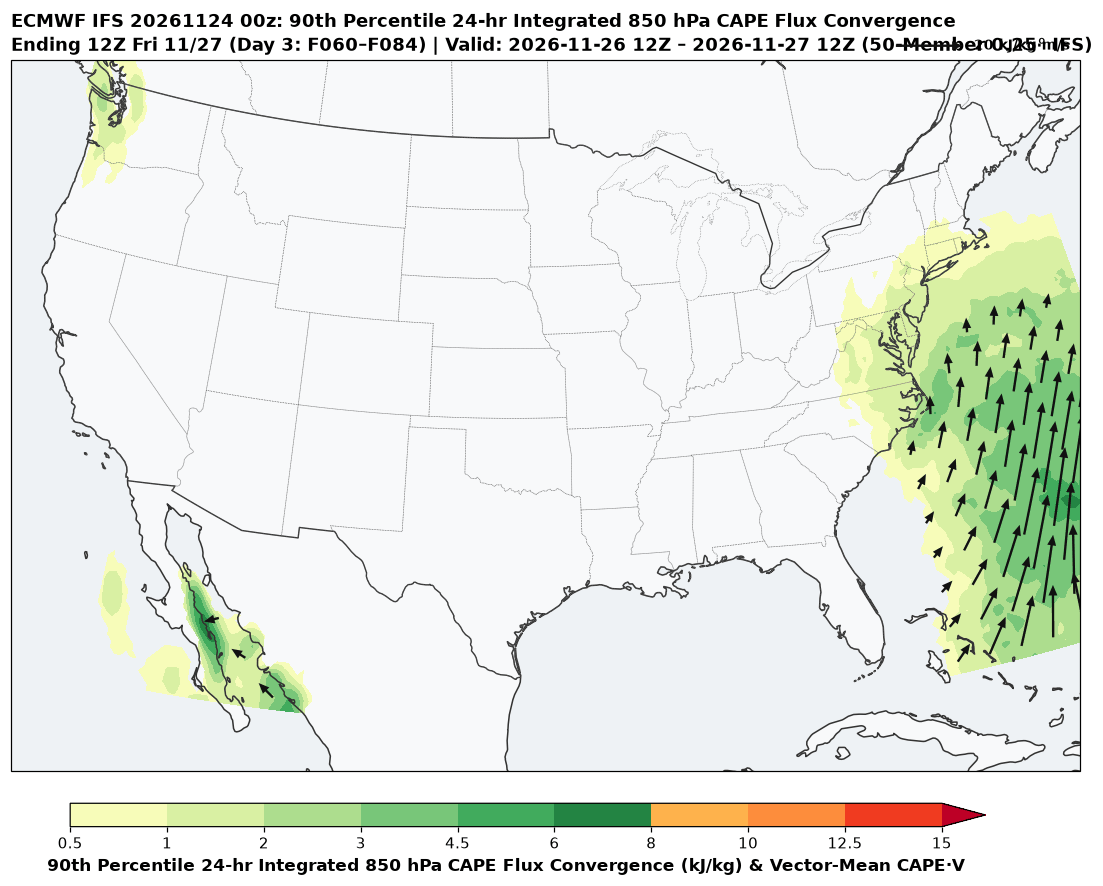 ECMWF IFS 20261124 00z: 90th Percentile 24-hr Integrated 850 hPa CAPE Flux Convergence
Ending 12Z Fri 11/27 (Day 3: F060–F084) | Valid: 2026-11-26 12Z – 2026-11-27 12Z (50-Member 0.25° IFS)
0.5 1 2 3 4.5 6 8 10 12.5 15
90th Percentile 24-hr Integrated 850 hPa CAPE Flux Convergence (kJ/kg) & Vector-Mean CAPE·V